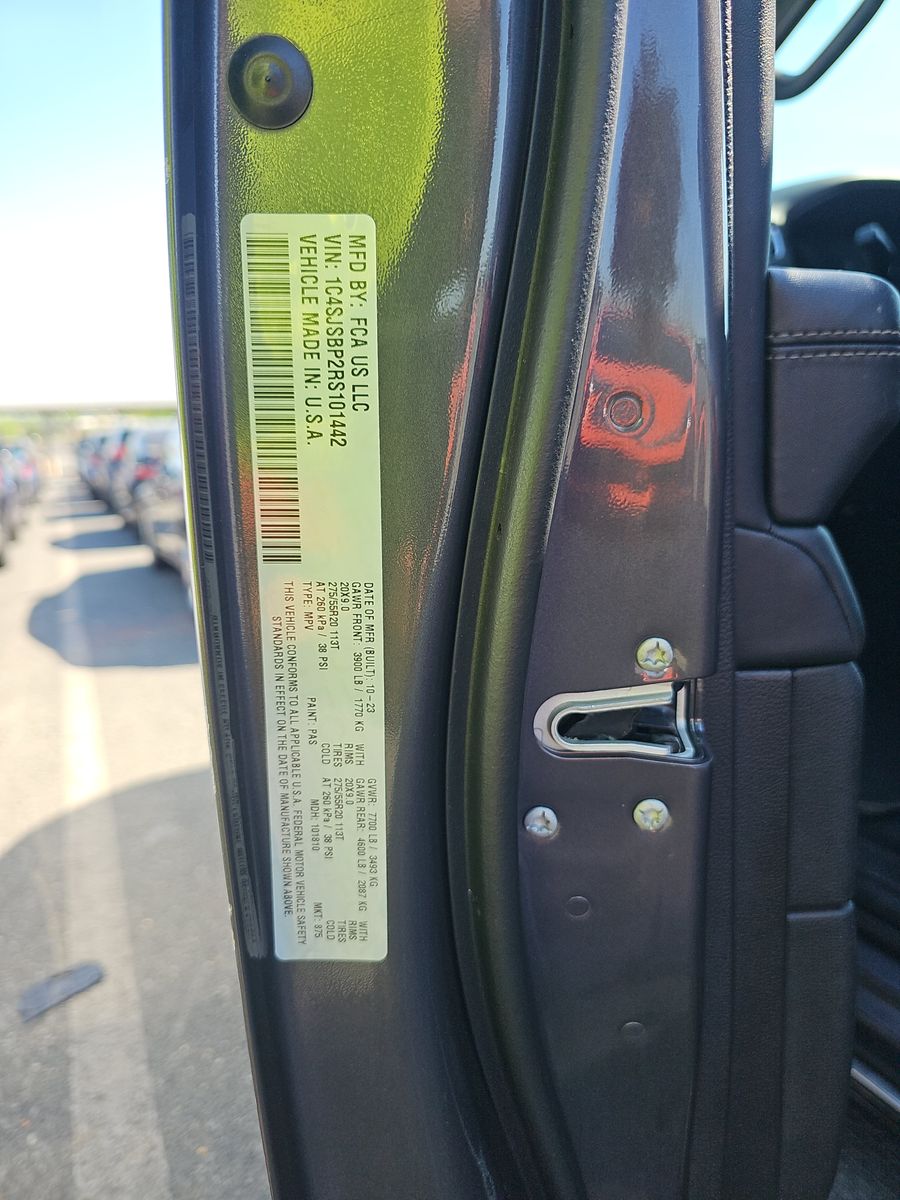 MFD BY: FCA US LLC
VIN: 1C4SJSBP2RS101442
VEHICLE MADE IN: U.S.A.
DATE OF MFR (BUILT): 10-23 GVWR: 7700 LB / 3493 KG
GAWR FRONT: 3900 LB / 1770 KG WITH GAWR REAR: 4600 LB / 2087 KG WITH
20X9.0 RIMS 20X9.0 RIMS
275/55R20 113T TIRES 275/55R20 113T TIRES
AT 260 kPa / 38 PSI COLD AT 260 kPa / 38 PSI COLD
TYPE: MPV PAINT: PAS MDH: 101810 MKT: 875
THIS VEHICLE CONFORMS TO ALL APPLICABLE U.S.A. FEDERAL MOTOR VEHICLE SAFETY
STANDARDS IN EFFECT ON THE DATE OF MANUFACTURE SHOWN ABOVE.